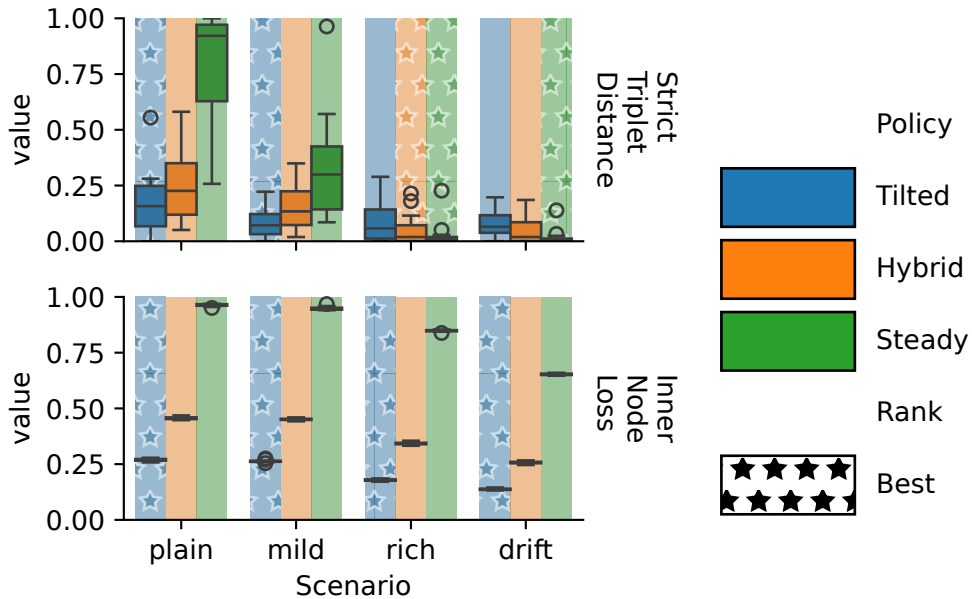 1.00
0.75
0.50
0.25
0.00
value
Strict
Triplet
Distance
1.00
0.75
0.50
0.25
0.00
value
Inner
Node
Loss
plain
mild
rich
drift
Scenario
Policy
Tilted
Hybrid
Steady
Rank
Best